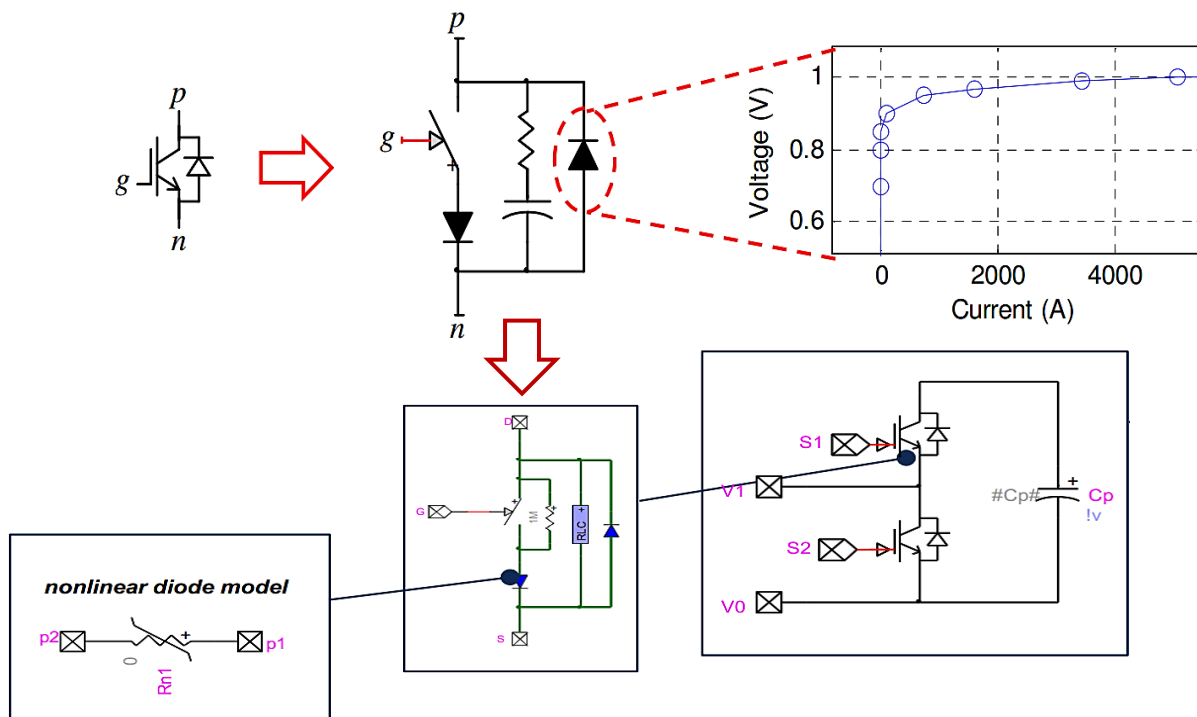 p
g
n
p
g
+
n
Voltage (V)
1
0.8
0.6
0 2000 4000
Current (A)
D
G
+
1M
+
RLC
+
S
S1
V1
S2
V0
#Cp#
+
Cp
!v
nonlinear diode model
p2
+
p1
0
Rn1